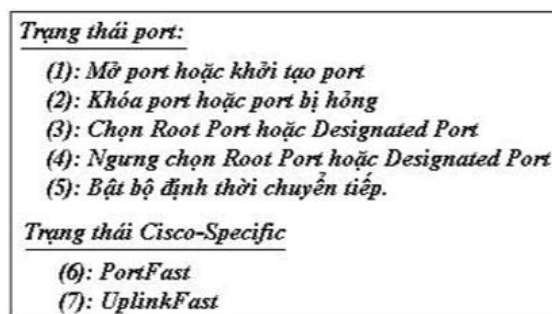 Trạng thái port:
(1): Mở port hoặc khởi tạo port
(2): Khóa port hoặc port bị hỏng
(3): Chọn Root Port hoặc Designated Port
(4): Ngưng chọn Root Port hoặc Designated Port
(5): Bật bộ định thời chuyển tiếp.
Trạng thái Cisco-Specific
(6): PortFast
(7): UplinkFast